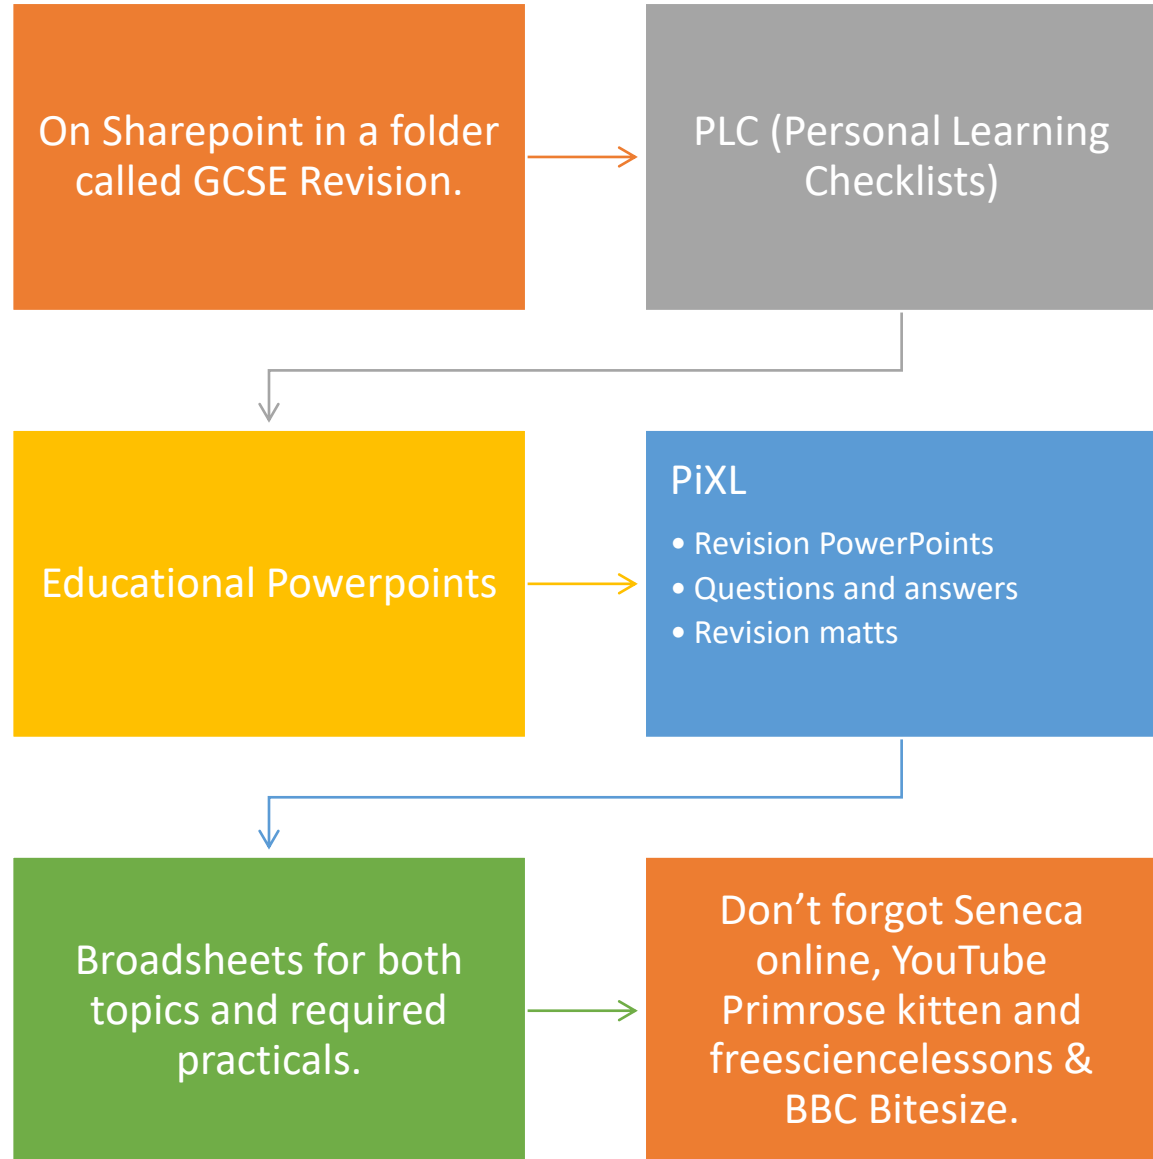 On Sharepoint in a folder
called GCSE Revision.
PLC (Personal Learning
Checklists)
Educational Powerpoints
PiXL
• Revision PowerPoints
• Questions and answers
• Revision matts
Broadsheets for both
topics and required
practicals.
Don’t forgot Seneca
online, YouTube
Primrose kitten and
freesciencelessons &
BBC Bitesize.